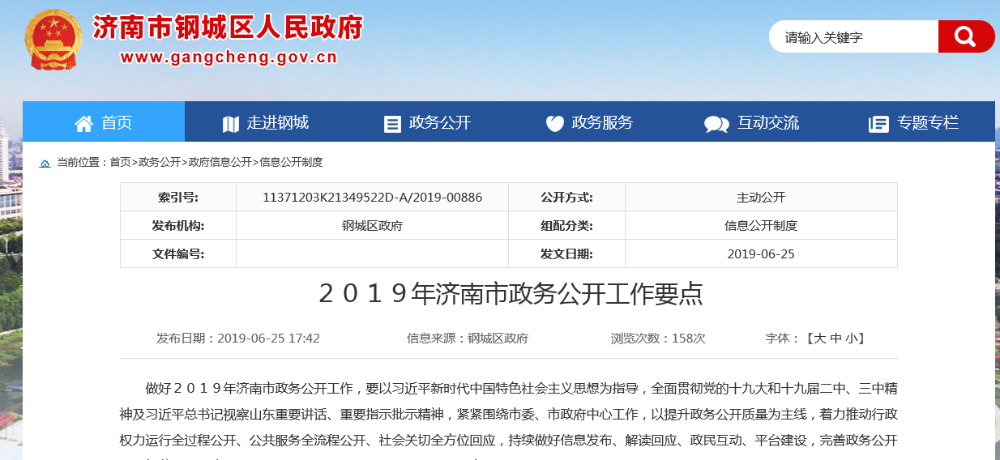 济南市钢城区人民政府
www.gangcheng.gov.cn
请输入关键字
首页 走进钢城 政务公开 政务服务 互动交流 专题专栏
当前位置：首页>政务公开>政府信息公开>信息公开制度
索引号: 11371203K21349522D-A/2019-00886 公开方式: 主动公开
发布机构: 钢城区政府 组配分类: 信息公开制度
文件编号: 发文日期: 2019-06-25
２０１９年济南市政务公开工作要点
发布日期：2019-06-25 17:42 信息来源：钢城区政府 浏览次数：158次 字体：【大 中 小】
做好２０１９年济南市政务公开工作，要以习近平新时代中国特色社会主义思想为指导，全面贯彻党的十九大和十九届二中、三中精
神及习近平总书记视察山东重要讲话、重要指示批示精神，紧紧围绕市委、市政府中心工作，以提升政务公开质量为主线，着力推动行政
权力运行全过程公开、公共服务全流程公开、社会关切全方位回应，持续做好信息发布、解读回应、政民互动、平台建设，完善政务公开